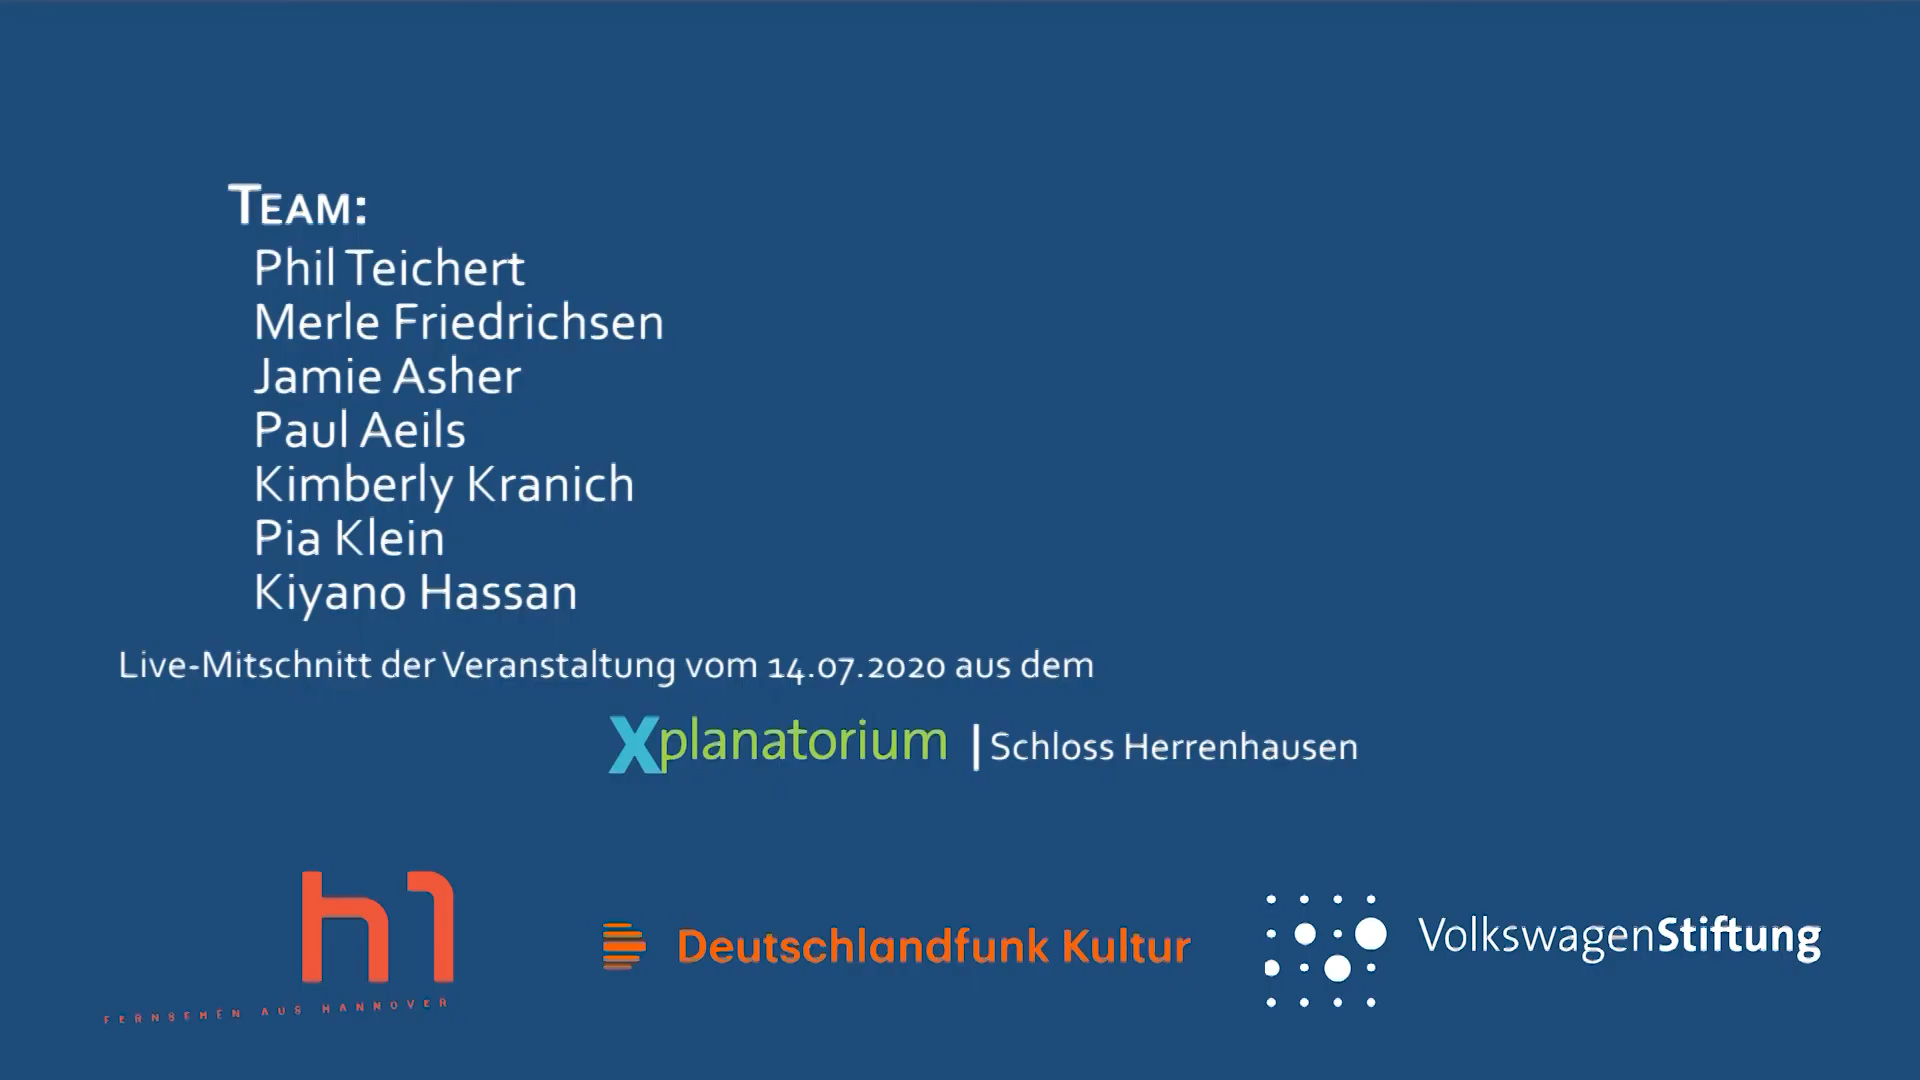 TEAM:
Phil Teichert
Merle Friedrichsen
Jamie Asher
Paul Aeils
Kimberly Kranich
Pia Klein
Kiyano Hassan
Live-Mitschnitt der Veranstaltung vom 14.07.2020 aus dem
Xplanatorium | Schloss Herrenhausen
h1
FERNSEHEN AUS HANNOVER
Deutschlandfunk Kultur
VolkswagenStiftung